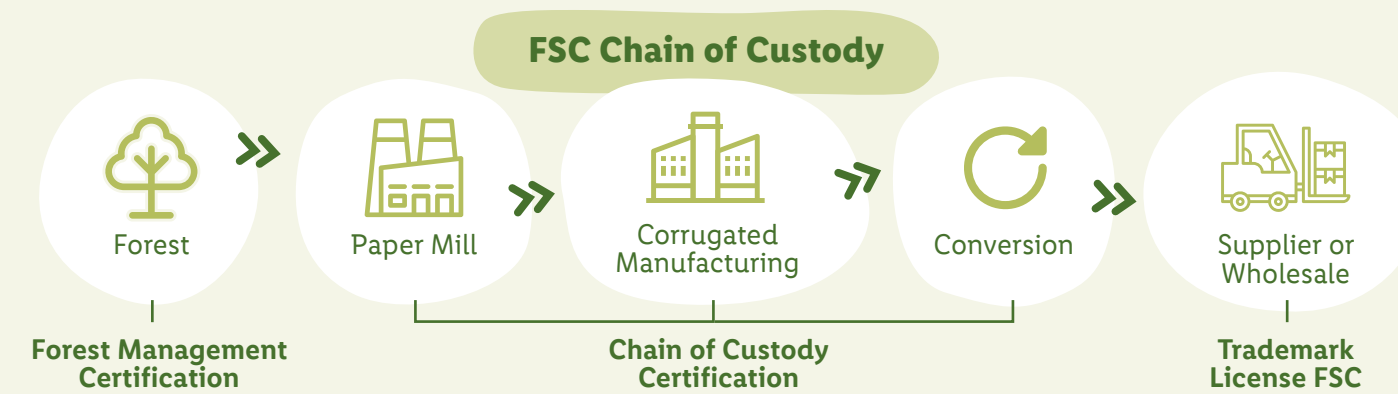 FSC Chain of Custody
Forest
Paper Mill
Corrugated
Manufacturing
Conversion
Supplier or
Wholesale
Forest Management
Certification
Chain of Custody
Certification
Trademark
License FSC